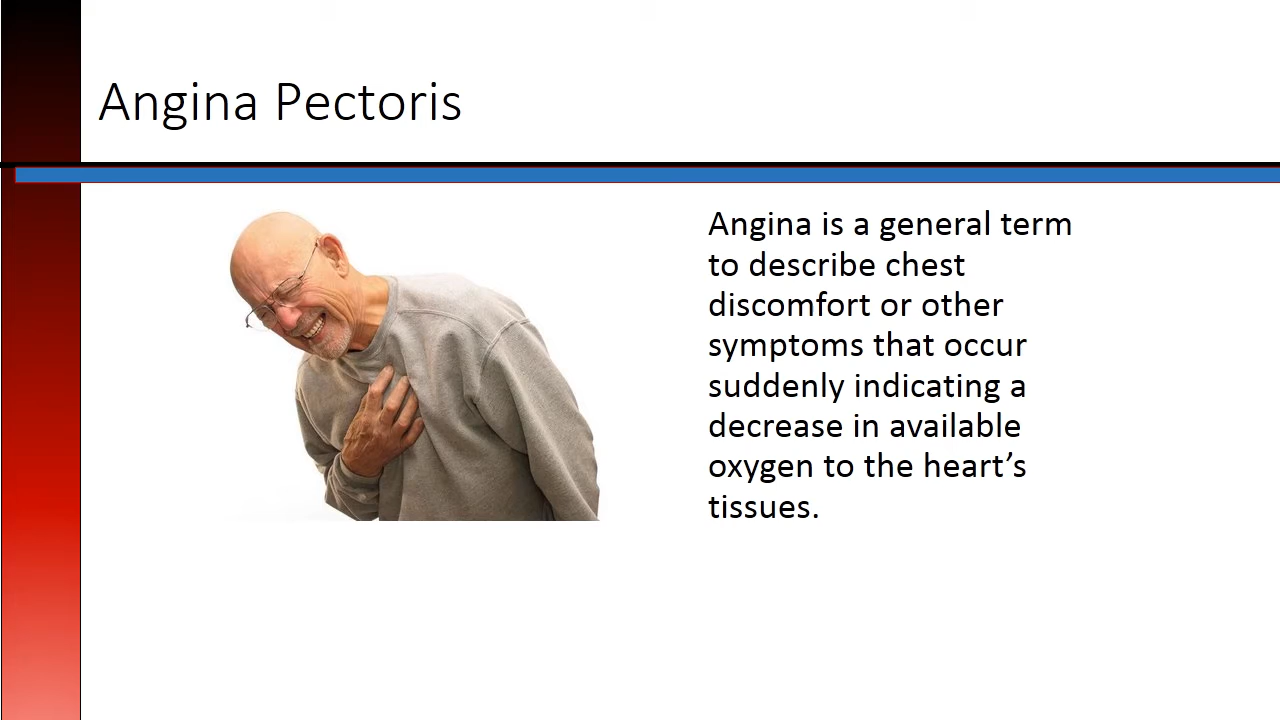 Angina Pectoris
Angina is a general term
to describe chest
discomfort or other
symptoms that occur
suddenly indicating a
decrease in available
oxygen to the heart’s
tissues.